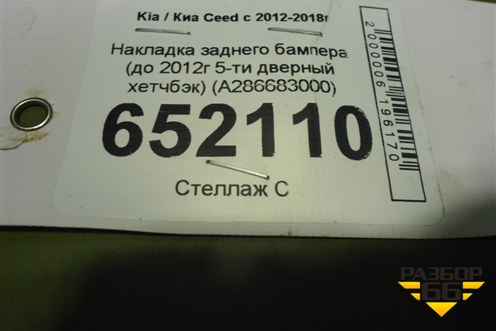 Kia / Киа Ceed с 2012-2018г
Накладка заднего бампера
(до 2012г 5-ти дверный
хетчбэк) (A286683000)
652110
Стеллаж С
2000006196170
РАЗБОР
66